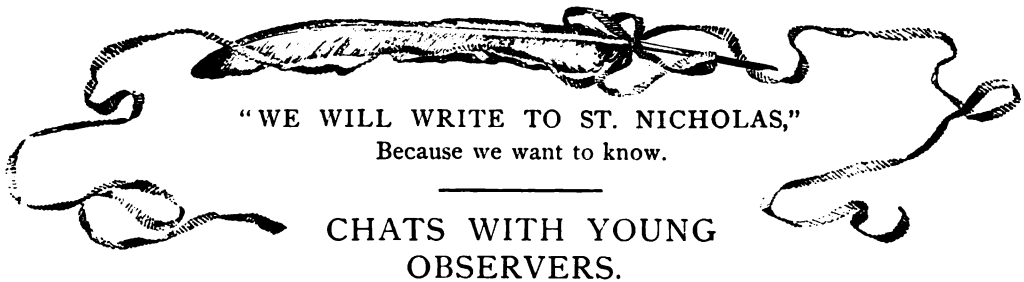 “WE WILL WRITE TO ST. NICHOLAS,”
Because we want to know.
CHATS WITH YOUNG
OBSERVERS.